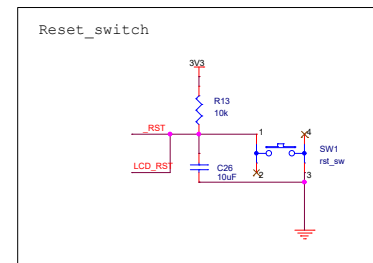 Reset_switch
3V3
R13
10k
_RST
1
4
SW1
rst_sw
LCD_RST
C26
10uF
2
3